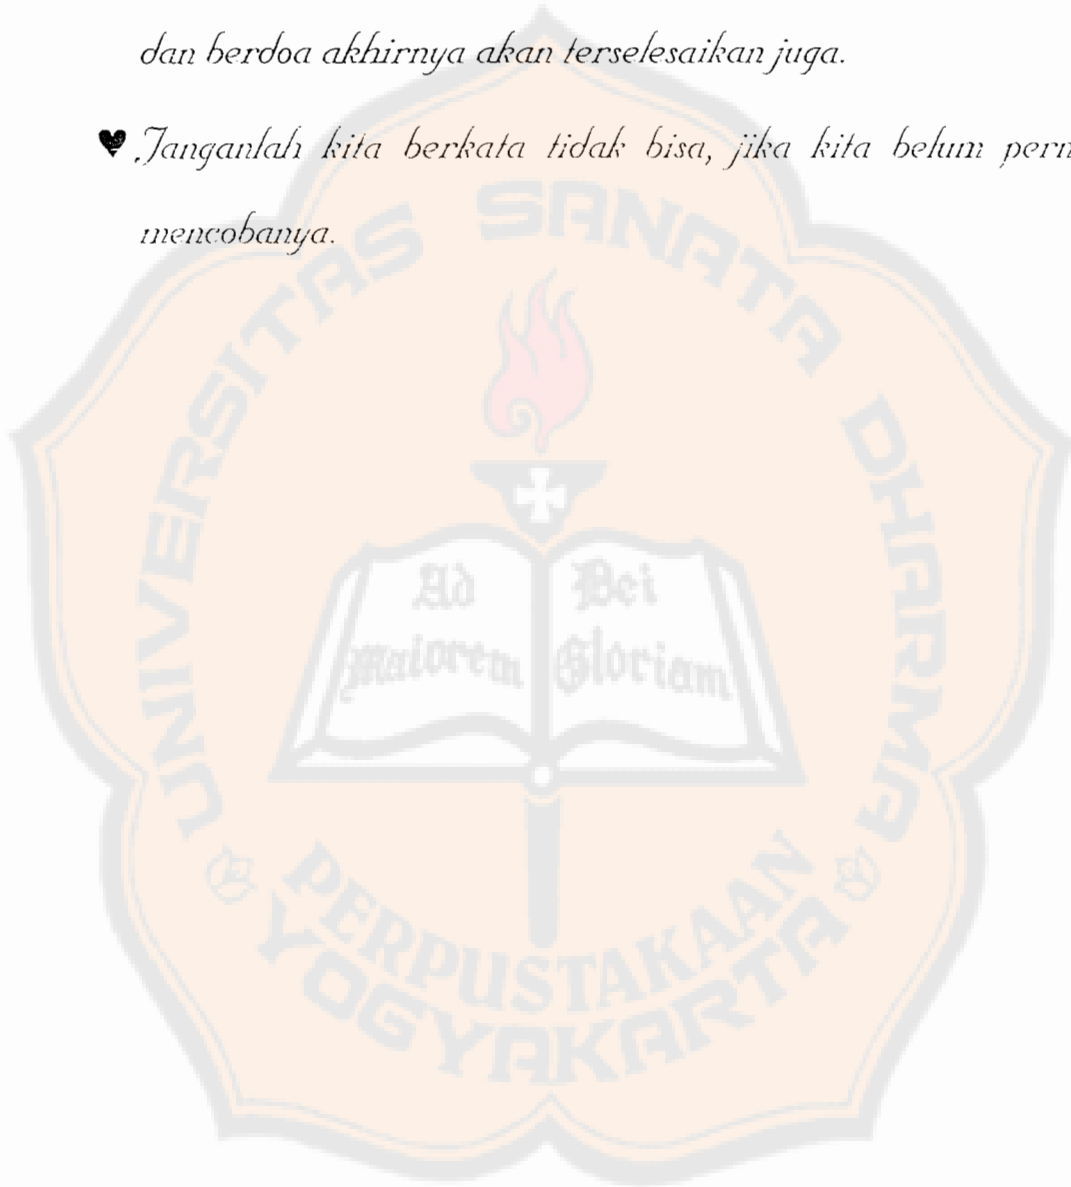 dan berdoa akhirnya akan terselesaikan juga.
♥ Janganlah kita berkata tidak bisa, jika kita belum
mencobanya.
UNIVERSITAS SANATA DHARMA
Ad Dei
Maiorem Gloriam
PERPUSTAKAAN
YOGYAKARTA